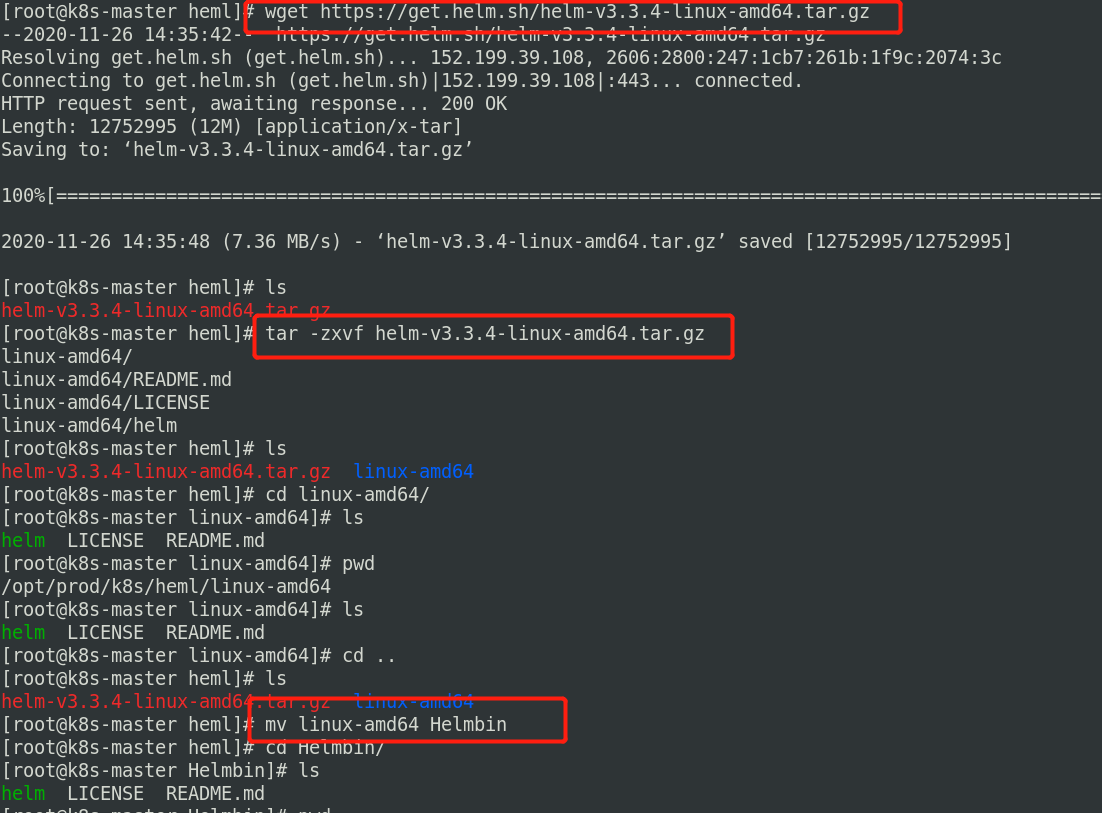 [root@k8s-master heml]# wget https://get.helm.sh/helm-v3.3.4-linux-amd64.tar.gz
--2020-11-26 14:35:42-- https://get.helm.sh/helm-v3.3.4-linux-amd64.tar.gz
Resolving get.helm.sh (get.helm.sh)... 152.199.39.108, 2606:2800:247:1cb7:261b:1f9c:2074:3c
Connecting to get.helm.sh (get.helm.sh)|152.199.39.108|:443... connected.
HTTP request sent, awaiting response... 200 OK
Length: 12752995 (12M) [application/x-tar]
Saving to: ‘helm-v3.3.4-linux-amd64.tar.gz’
100%[===============================================================================================
2020-11-26 14:35:48 (7.36 MB/s) - ‘helm-v3.3.4-linux-amd64.tar.gz’ saved [12752995/12752995]
[root@k8s-master heml]# ls
helm-v3.3.4-linux-amd64.tar.gz
[root@k8s-master heml]# tar -zxvf helm-v3.3.4-linux-amd64.tar.gz
linux-amd64/
linux-amd64/README.md
linux-amd64/LICENSE
linux-amd64/helm
[root@k8s-master heml]# ls
helm-v3.3.4-linux-amd64.tar.gz  linux-amd64
[root@k8s-master heml]# cd linux-amd64/
[root@k8s-master linux-amd64]# ls
helm  LICENSE  README.md
[root@k8s-master linux-amd64]# pwd
/opt/prod/k8s/heml/linux-amd64
[root@k8s-master linux-amd64]# ls
helm  LICENSE  README.md
[root@k8s-master linux-amd64]# cd ..
[root@k8s-master heml]# ls
helm-v3.3.4-linux-amd64.tar.gz  linux-amd64
[root@k8s-master heml]# mv linux-amd64 Helmbin
[root@k8s-master heml]# cd Helmbin/
[root@k8s-master Helmbin]# ls
helm  LICENSE  README.md
[root@k8s-master Helmbin]# pwd